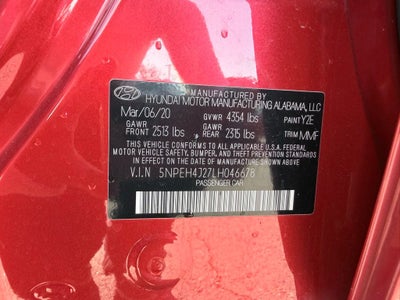 MANUFACTURED BY
HYUNDAI MOTOR MANUFACTURING ALABAMA, LLC
Mar/06/20 GVWR 4354 lbs PAINT Y2E
GAWR FRONT 2513 lbs GAWR REAR 2315 lbs TRIM MMF
THIS VEHICLE CONFORMS TO ALL APPLICABLE U.S.A. FEDERAL
MOTOR VEHICLE SAFETY, BUMPER, AND THEFT PREVENTION
STANDARDS IN EFFECT ON THE DATE OF MANUFACTURE SHOWN ABOVE.
V.I.N 5NPEH4J27LH046678
PASSENGER CAR